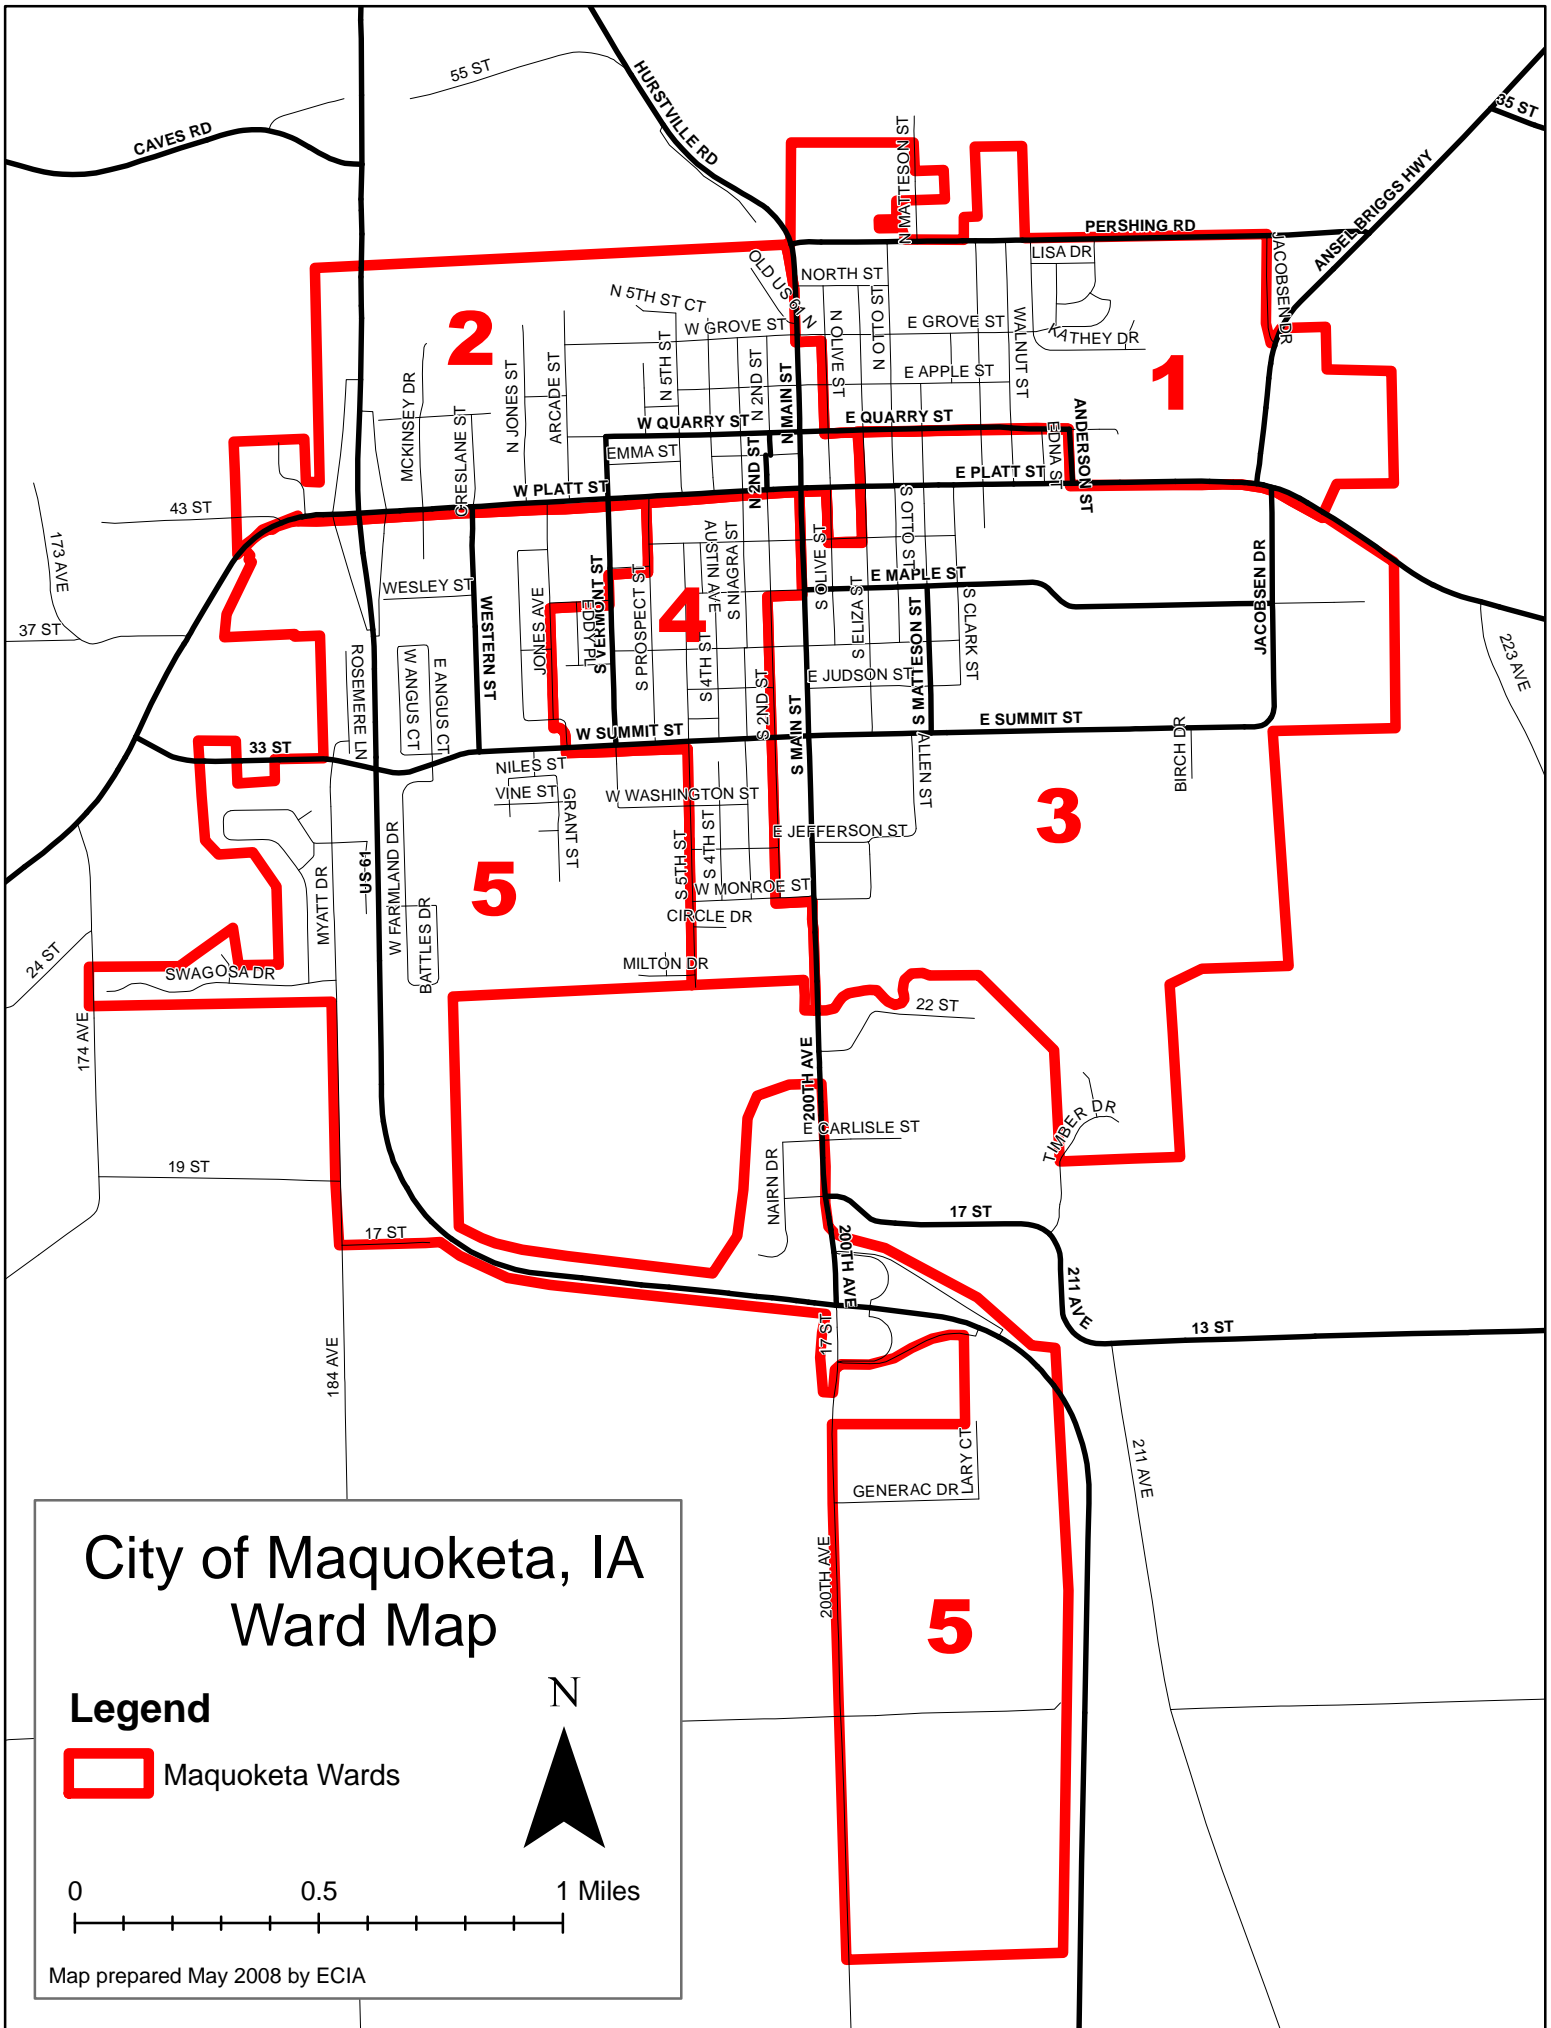 55 ST
HURSTVILLE RD
35 ST
CAVES RD
N MATTESON ST
ANSEL BRIGGS HWY
PERSHING RD
JACOBSEN DR
LISA DR
OLD US 61 N
NORTH ST
N 5TH ST CT
N OTTO ST
2
W GROVE ST
N OLIVE ST
E GROVE ST
WALNUT ST
KATHEY DR
1
N JONES ST
ARCADE ST
N 5TH ST
N 2ND ST
N MAIN ST
E APPLE ST
MCKINSEY DR
CRESLANE ST
W QUARRY ST
E QUARRY ST
EDNA ST
ANDERSON ST
EMMA ST
N 2ND ST
E PLATT ST
W PLATT ST
43 ST
173 AVE
AUSTIN AVE
S NIAGRA ST
S OLIVE ST
S OTTO ST
JACOBSEN DR
WESLEY ST
WESTERN ST
JONES AVE
EDDY PL
S VERMONT ST
S PROSPECT ST
4
E MAPLE ST
S ELIZA ST
S MATTESON ST
S CLARK ST
37 ST
223 AVE
ROSEMERE LN
W ANGUS CT
E ANGUS CT
S 4TH ST
S 2ND ST
E JUDSON ST
W SUMMIT ST
S MAIN ST
E SUMMIT ST
33 ST
ALLEN ST
BIRCH DR
NILES ST
VINE ST
GRANT ST
W WASHINGTON ST
3
E JEFFERSON ST
US 61
W FARMLAND DR
5
S 5TH ST
S 4TH ST
W MONROE ST
MYATT DR
BATTLES DR
CIRCLE DR
24 ST
SWAGOSA DR
MILTON DR
22 ST
174 AVE
200TH AVE
TIMBER DR
E CARLISLE ST
19 ST
NAIRN DR
17 ST
17 ST
200TH AVE
211 AVE
13 ST
17 ST
184 AVE
LARY CT
211 AVE
GENERAC DR
200TH AVE
5
City of Maquoketa, IA
Ward Map
Legend
N
Maquoketa Wards
0 0.5 1 Miles
Map prepared May 2008 by ECIA